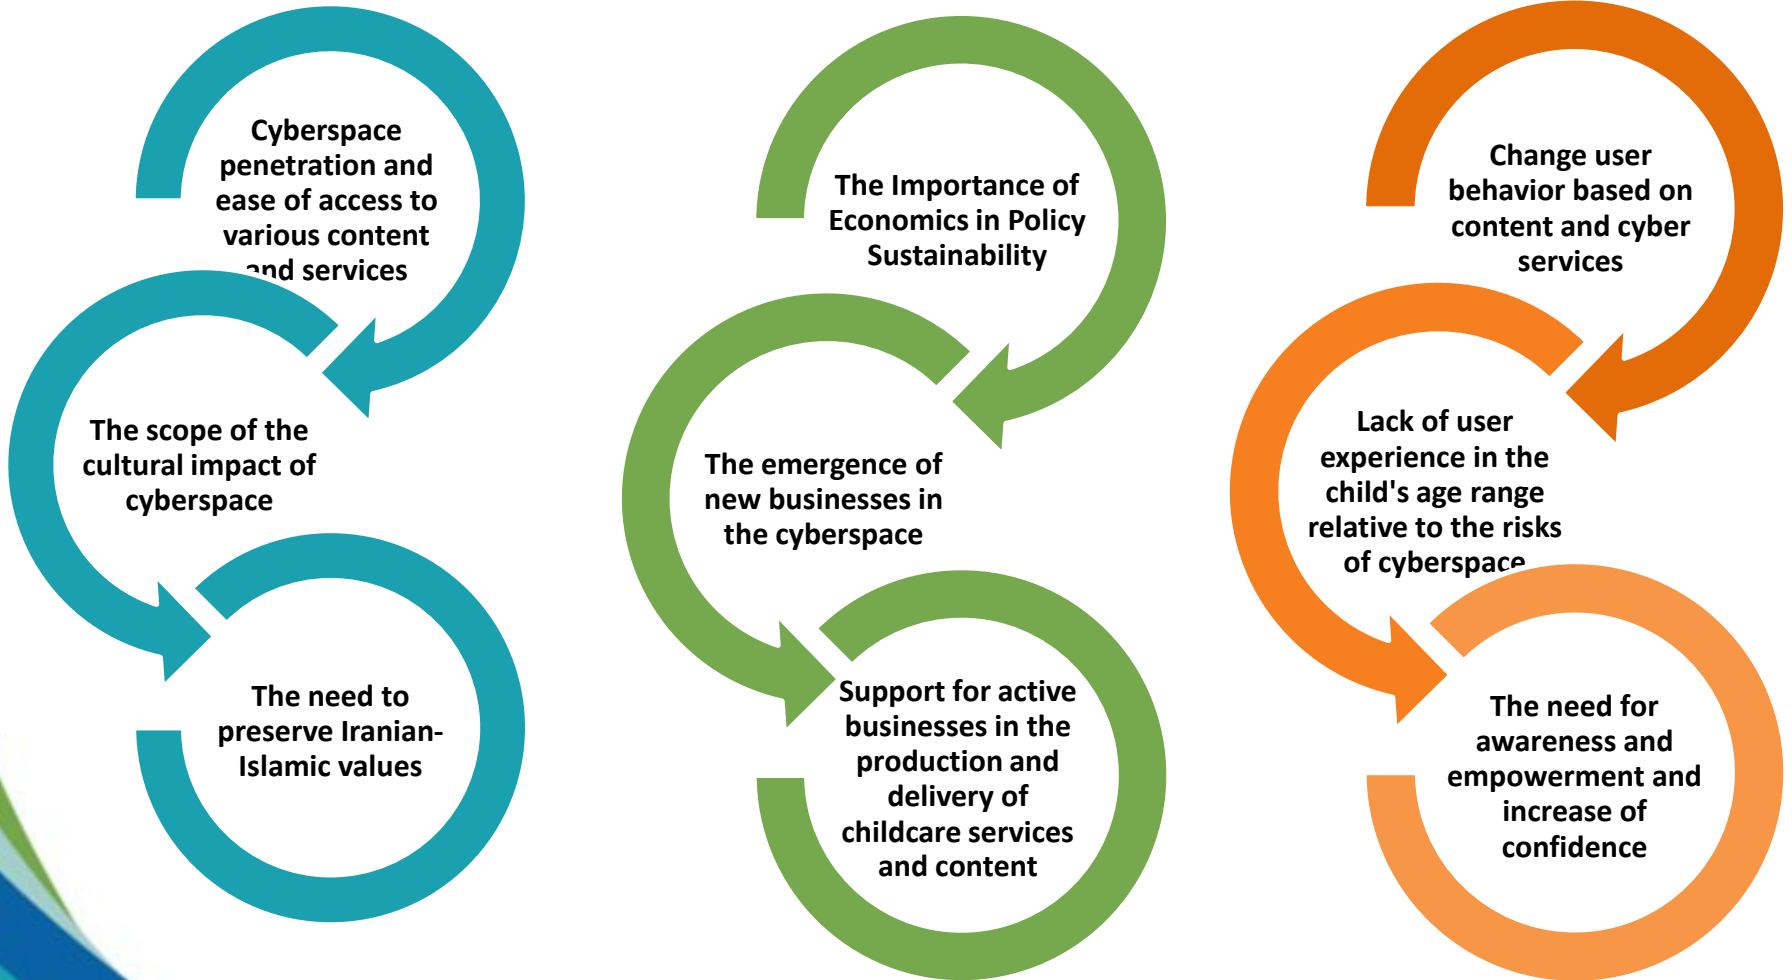 Cyberspace
penetration and
ease of access to
various content
and services
The scope of the
cultural impact of
cyberspace
The need to
preserve Iranian-
Islamic values
The Importance of
Economics in Policy
Sustainability
The emergence of
new businesses in
the cyberspace
Support for active
businesses in the
production and
delivery of
childcare services
and content
Change user
behavior based on
content and cyber
services
Lack of user
experience in the
child's age range
relative to the risks
of cyberspace
The need for
awareness and
empowerment and
increase of
confidence